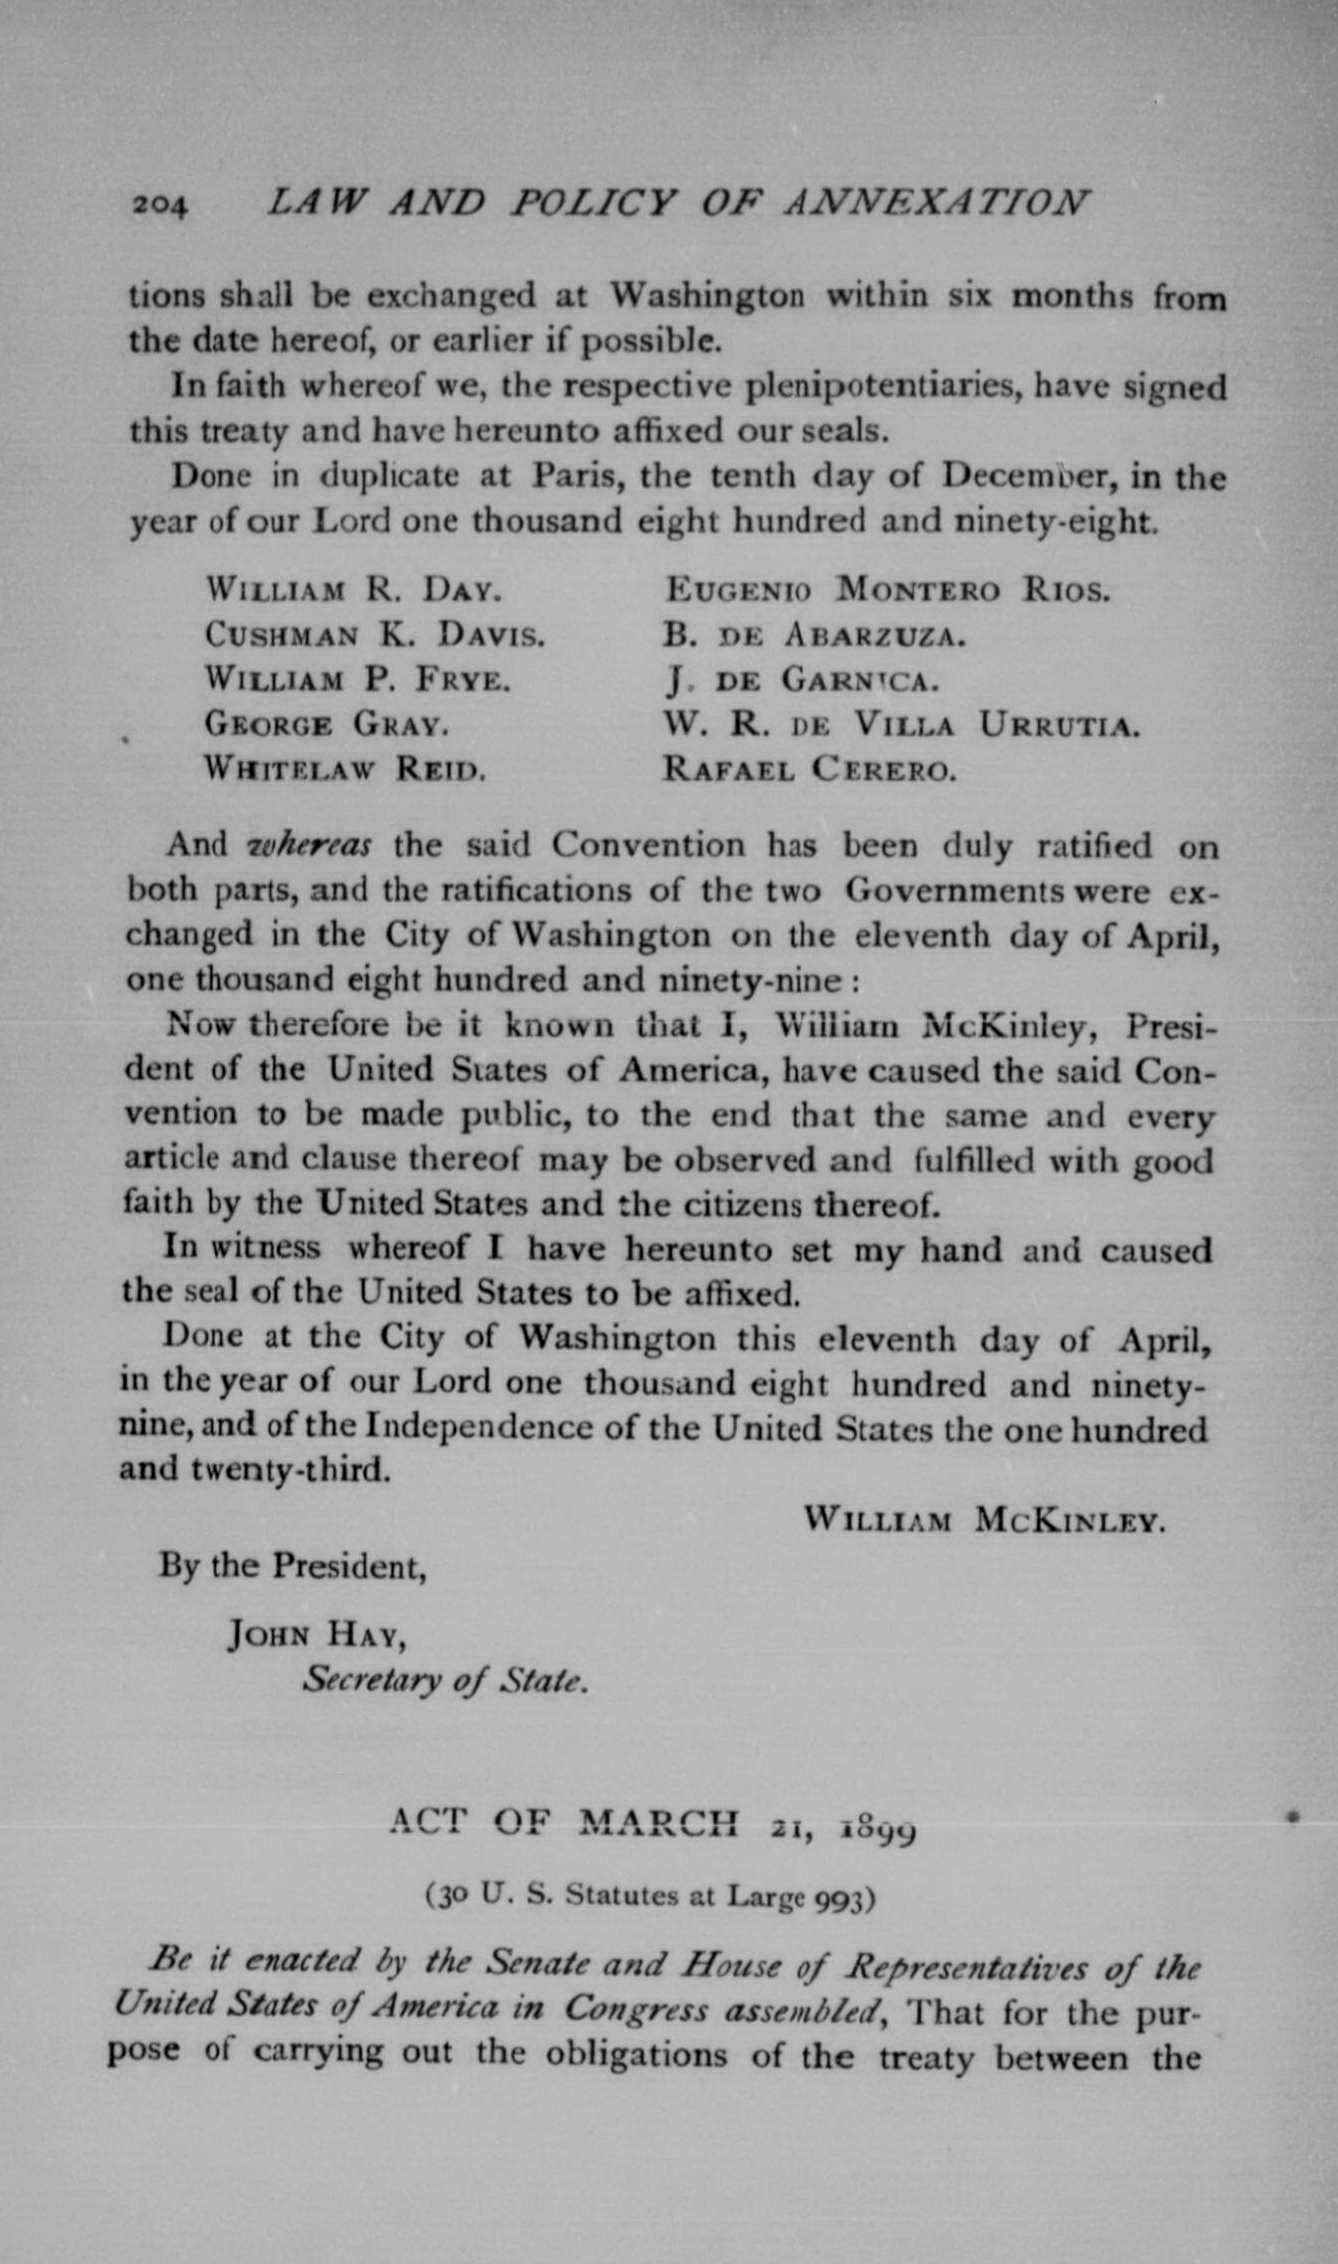 204 LAW AND POLICY OF ANNEXATION
tions shall be exchanged at Washington within six months from
the date hereof, or earlier if possible.
In faith whereof we, the respective plenipotentiaries, have signed
this treaty and have hereunto affixed our seals.
Done in duplicate at Paris, the tenth day of December, in the
year of our Lord one thousand eight hundred and ninety-eight.
WILLIAM R. DAY. EUGENIO MONTERO RIOS.
CUSHMAN K. DAVIS. B. DE ABARZUZA.
WILLIAM P. FRYE. J. DE GARNICA.
GEORGE GRAY. W. R. DE VILLA URRUTIA.
WHITELAW REID. RAFAEL CERERO.
And whereas the said Convention has been duly ratified on
both parts, and the ratifications of the two Governments were ex-
changed in the City of Washington on the eleventh day of April,
one thousand eight hundred and ninety-nine :
Now therefore be it known that I, William McKinley, Presi-
dent of the United States of America, have caused the said Con-
vention to be made public, to the end that the same and every
article and clause thereof may be observed and fulfilled with good
faith by the United States and the citizens thereof.
In witness whereof I have hereunto set my hand and caused
the seal of the United States to be affixed.
Done at the City of Washington this eleventh day of April,
in the year of our Lord one thousand eight hundred and ninety-
nine, and of the Independence of the United States the one hundred
and twenty-third.
WILLIAM MCKINLEY.
By the President,
JOHN HAY,
Secretary of State.
ACT OF MARCH 21, 1899
(30 U. S. Statutes at Large 993)
Be it enacted by the Senate and House of Representatives of the
United States of America in Congress assembled, That for the pur-
pose of carrying out the obligations of the treaty between the